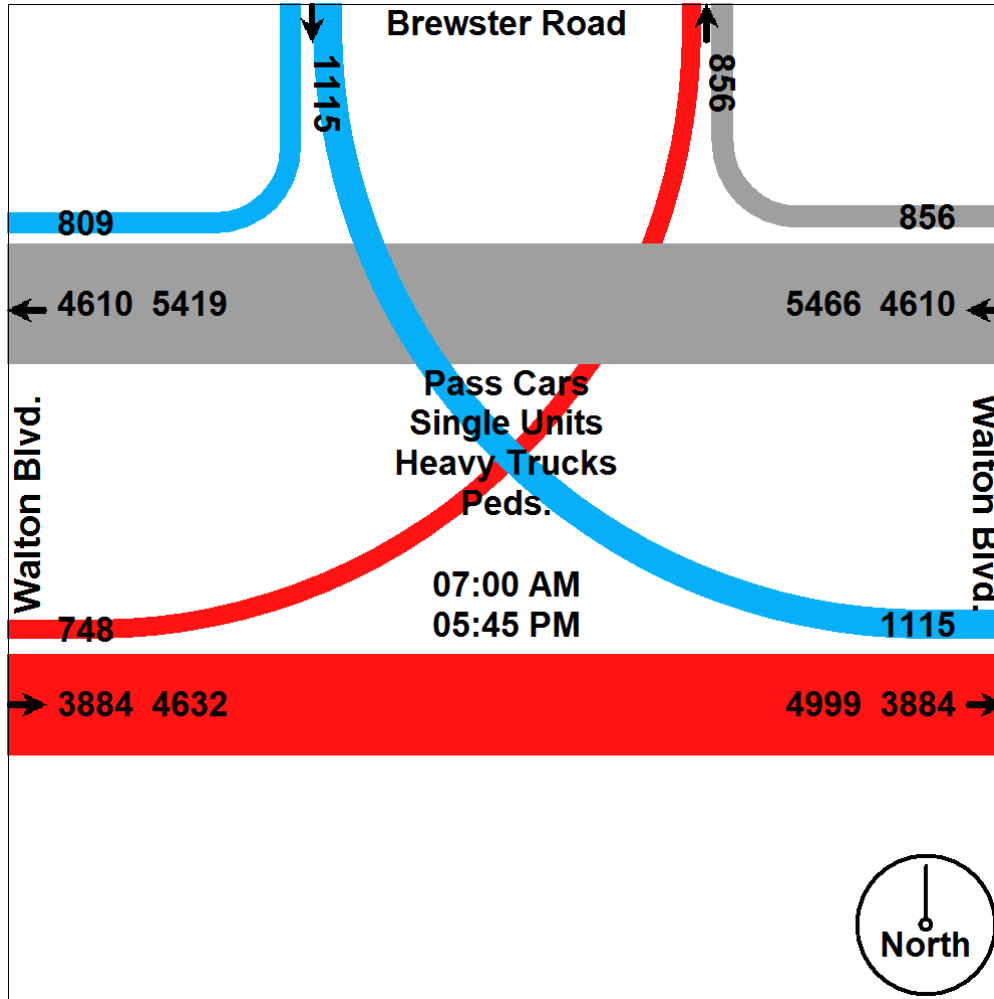 Brewster Road
1115
856
809
856
4610 5419
5466 4610
Pass Cars
Single Units
Heavy Trucks
Peds.
Walton Blvd.
Walton Blvd.
07:00 AM
05:45 PM
748
1115
3884 4632
4999 3884
North